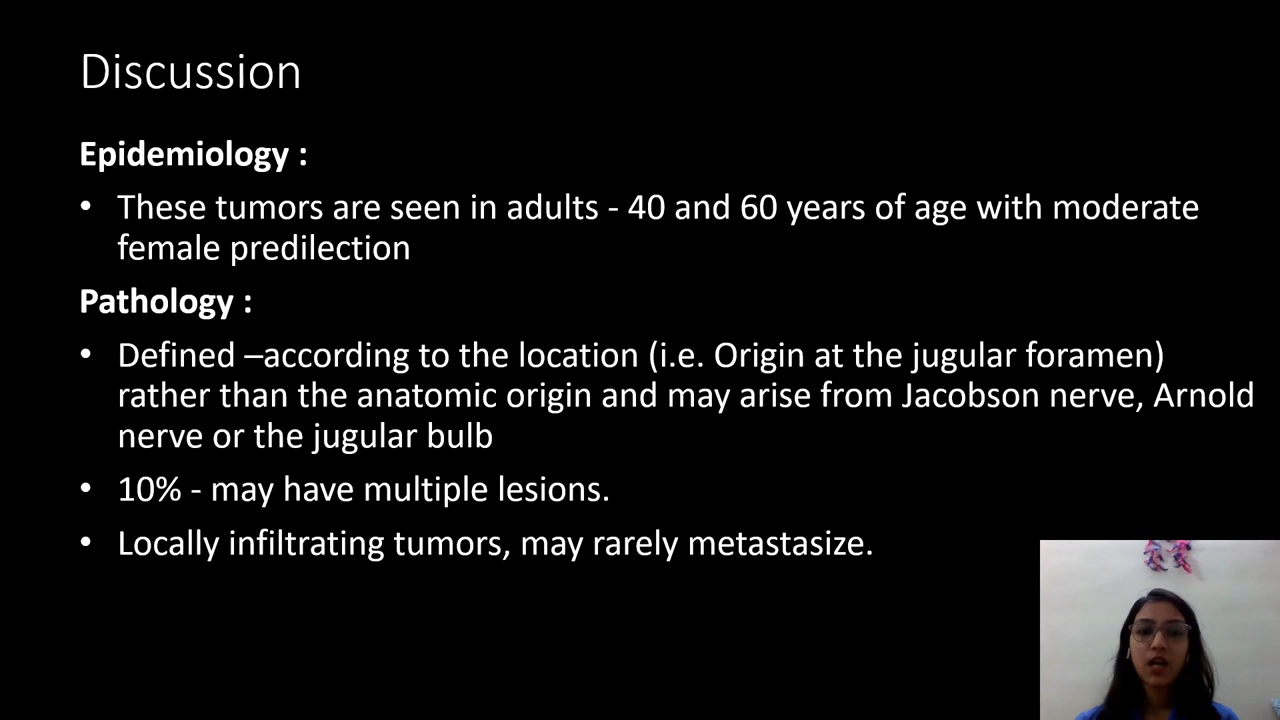 Discussion
Epidemiology :
• These tumors are seen in adults - 40 and 60 years of age with moderate
female predilection
Pathology :
• Defined –according to the location (i.e. Origin at the jugular foramen)
rather than the anatomic origin and may arise from Jacobson nerve, Arnold
nerve or the jugular bulb
• 10% - may have multiple lesions.
• Locally infiltrating tumors, may rarely metastasize.